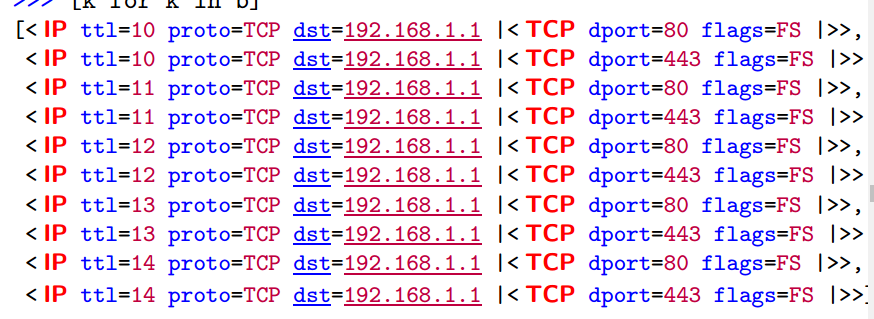 >>> [k for k in b]
[<IP ttl=10 proto=TCP dst=192.168.1.1 |<TCP dport=80 flags=FS |>>,
<IP ttl=10 proto=TCP dst=192.168.1.1 |<TCP dport=443 flags=FS |>>
<IP ttl=11 proto=TCP dst=192.168.1.1 |<TCP dport=80 flags=FS |>>,
<IP ttl=11 proto=TCP dst=192.168.1.1 |<TCP dport=443 flags=FS |>>
<IP ttl=12 proto=TCP dst=192.168.1.1 |<TCP dport=80 flags=FS |>>,
<IP ttl=12 proto=TCP dst=192.168.1.1 |<TCP dport=443 flags=FS |>>
<IP ttl=13 proto=TCP dst=192.168.1.1 |<TCP dport=80 flags=FS |>>,
<IP ttl=13 proto=TCP dst=192.168.1.1 |<TCP dport=443 flags=FS |>>
<IP ttl=14 proto=TCP dst=192.168.1.1 |<TCP dport=80 flags=FS |>>,
<IP ttl=14 proto=TCP dst=192.168.1.1 |<TCP dport=443 flags=FS |>>]